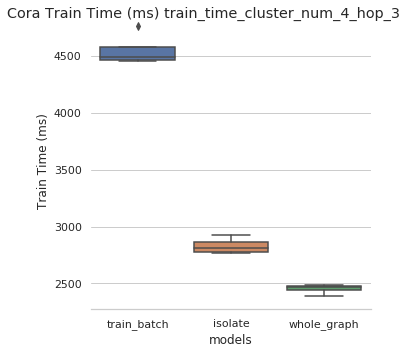 Cora Train Time (ms) train_time_cluster_num_4_hop_3
4500
4000
3500
3000
2500
Train Time (ms)
train_batch
isolate
whole_graph
models